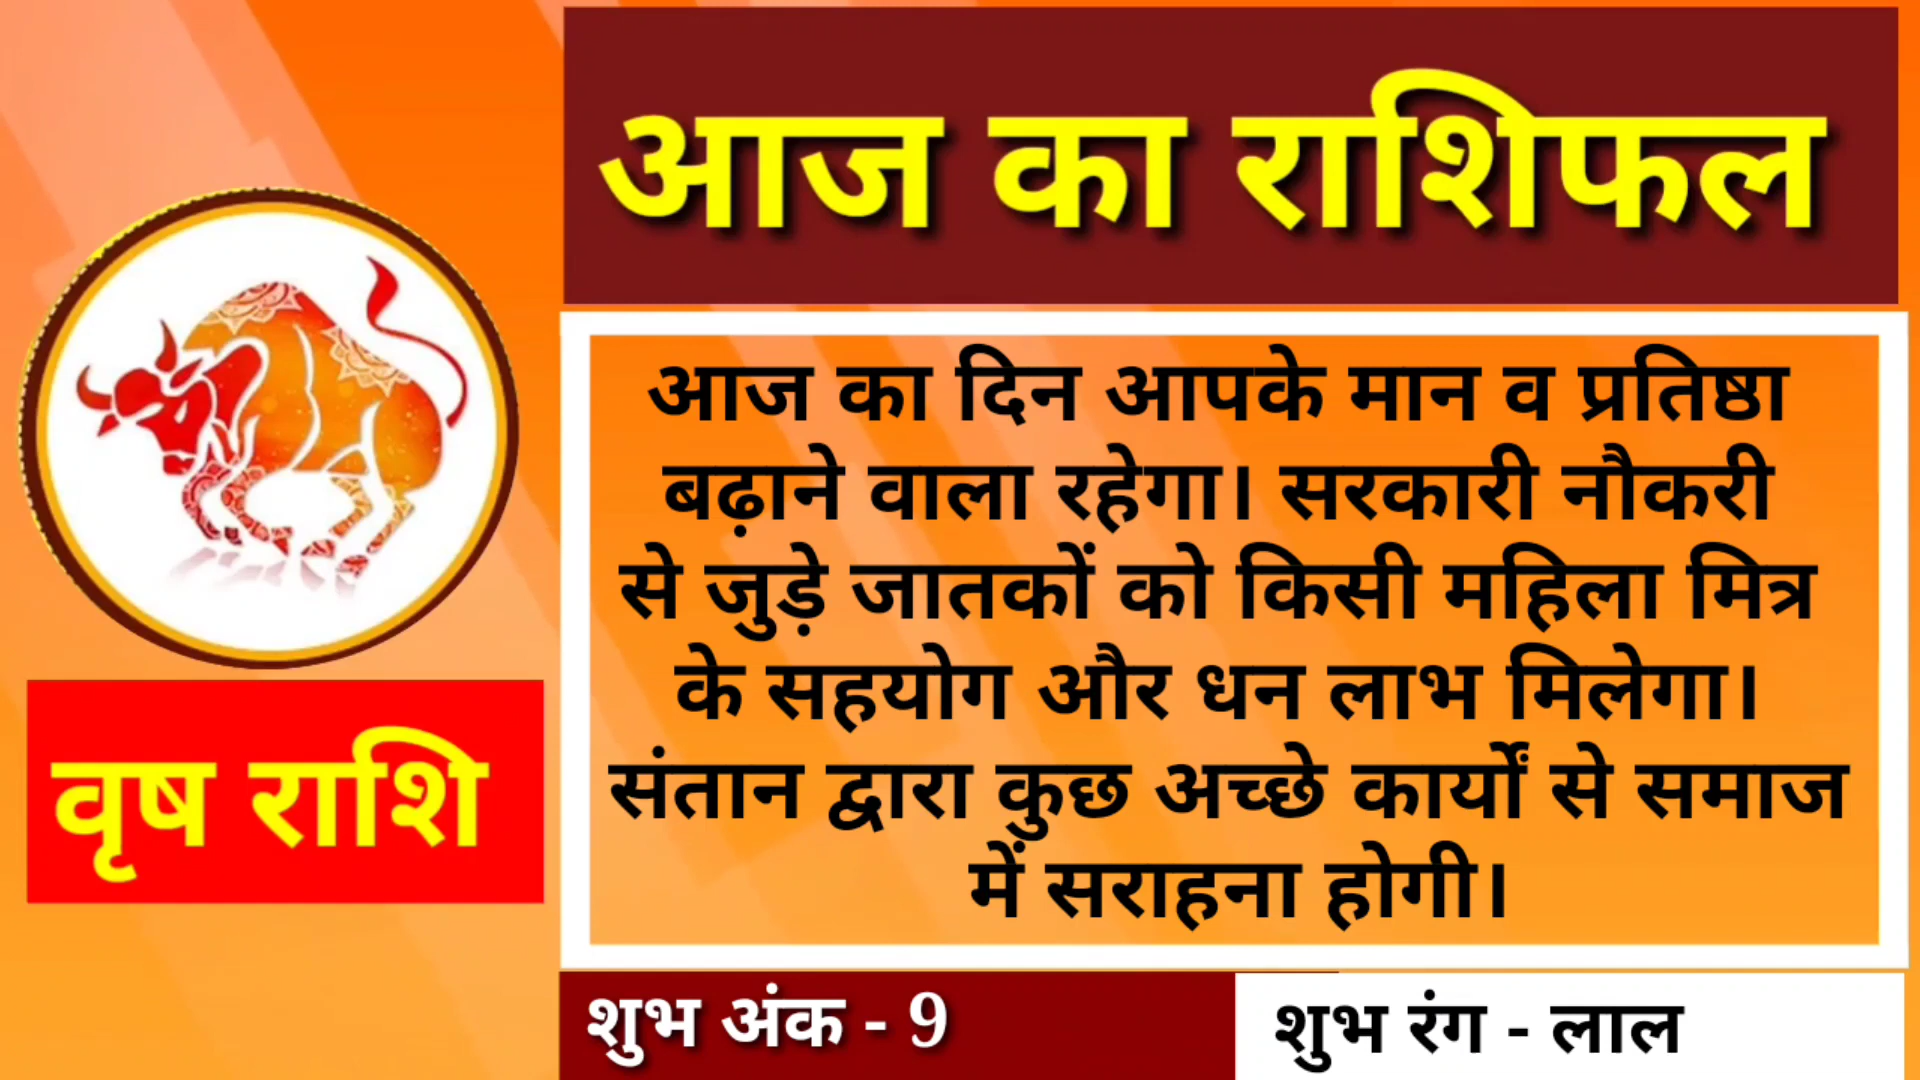 आज का राशिफल
आज का दिन आपके मान व प्रतिष्ठा
बढ़ाने वाला रहेगा। सरकारी नौकरी
से जुड़े जातकों को किसी महिला मित्र
के सहयोग और धन लाभ मिलेगा।
संतान द्वारा कुछ अच्छे कार्यों से समाज
में सराहना होगी।
वृष राशि
शुभ अंक - 9
शुभ रंग - लाल